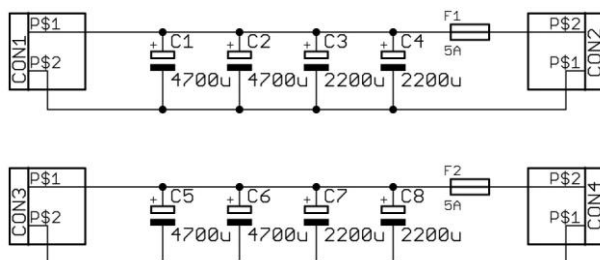 CON1
P$1
P$2
+ C1
4700u
+ C2
4700u
+ C3
2200u
+ C4
2200u
F1
5A
CON2
P$2
P$1
CON3
P$1
P$2
+ C5
4700u
+ C6
4700u
+ C7
2200u
+ C8
2200u
F2
5A
CON4
P$2
P$1